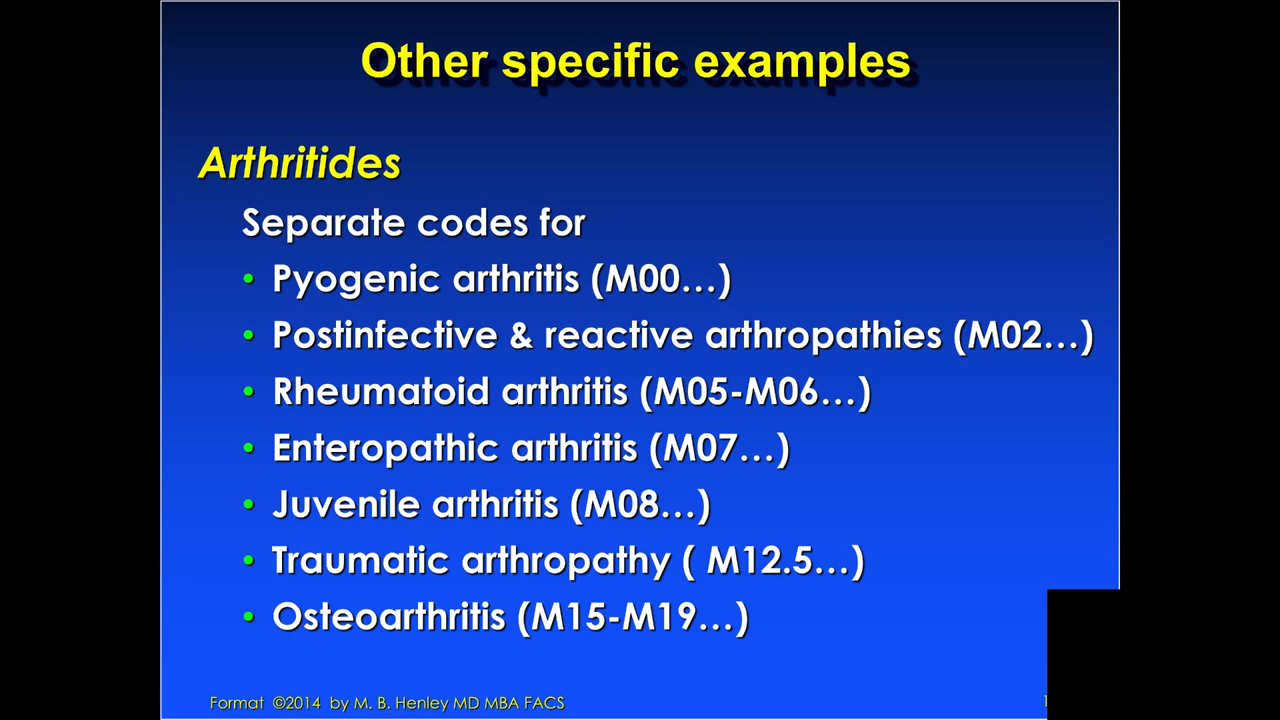 Other specific examples
Arthritides
Separate codes for
• Pyogenic arthritis (M00…)
• Postinfective & reactive arthropathies (M02…)
• Rheumatoid arthritis (M05-M06…)
• Enteropathic arthritis (M07…)
• Juvenile arthritis (M08…)
• Traumatic arthropathy ( M12.5…)
• Osteoarthritis (M15-M19…)
Format ©2014 by M. B. Henley MD MBA FACS